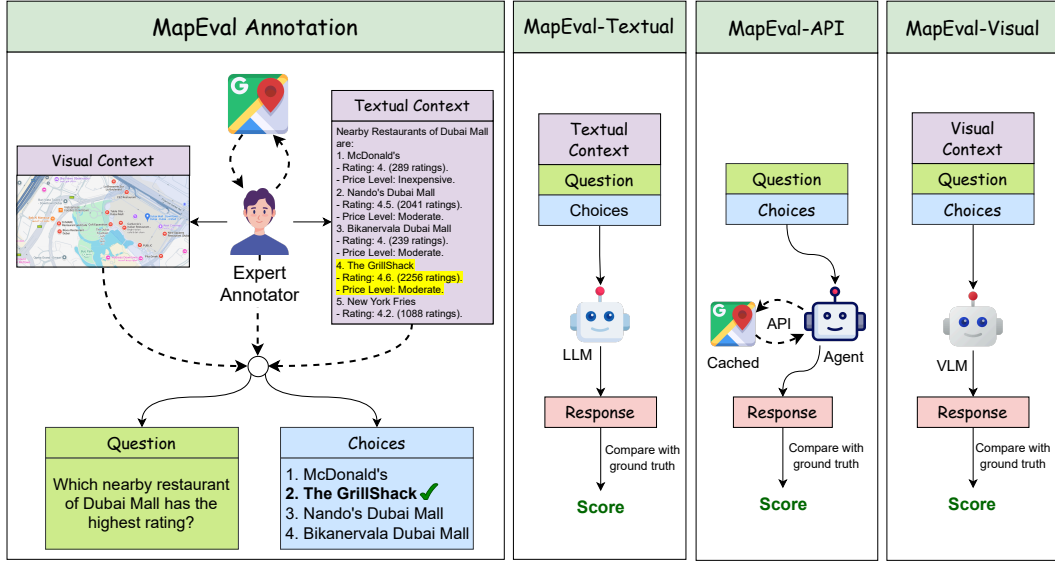 MapEval Annotation
G
Visual Context
Expert
Annotator
Textual Context
Nearby Restaurants of Dubai Mall
are:
1. McDonald's
- Rating: 4. (289 ratings).
- Price Level: Inexpensive.
2. Nando's Dubai Mall
- Rating: 4.5. (2041 ratings).
- Price Level: Moderate.
3. Bikanervala Dubai Mall
- Rating: 4. (239 ratings).
- Price Level: Moderate.
4. The GrillShack
- Rating: 4.6. (2256 ratings).
- Price Level: Moderate.
5. New York Fries
- Rating: 4.2. (1088 ratings).
Question
Which nearby restaurant
of Dubai Mall has the
highest rating?
Choices
1. McDonald's
2. The GrillShack
3. Nando's Dubai Mall
4. Bikanervala Dubai Mall
MapEval-Textual
Textual
Context
Question
Choices
LLM
Response
Compare with
ground truth
Score
MapEval-API
Question
Choices
G
API
Cached
Agent
Response
Compare with
ground truth
Score
MapEval-Visual
Visual
Context
Question
Choices
VLM
Response
Compare with
ground truth
Score